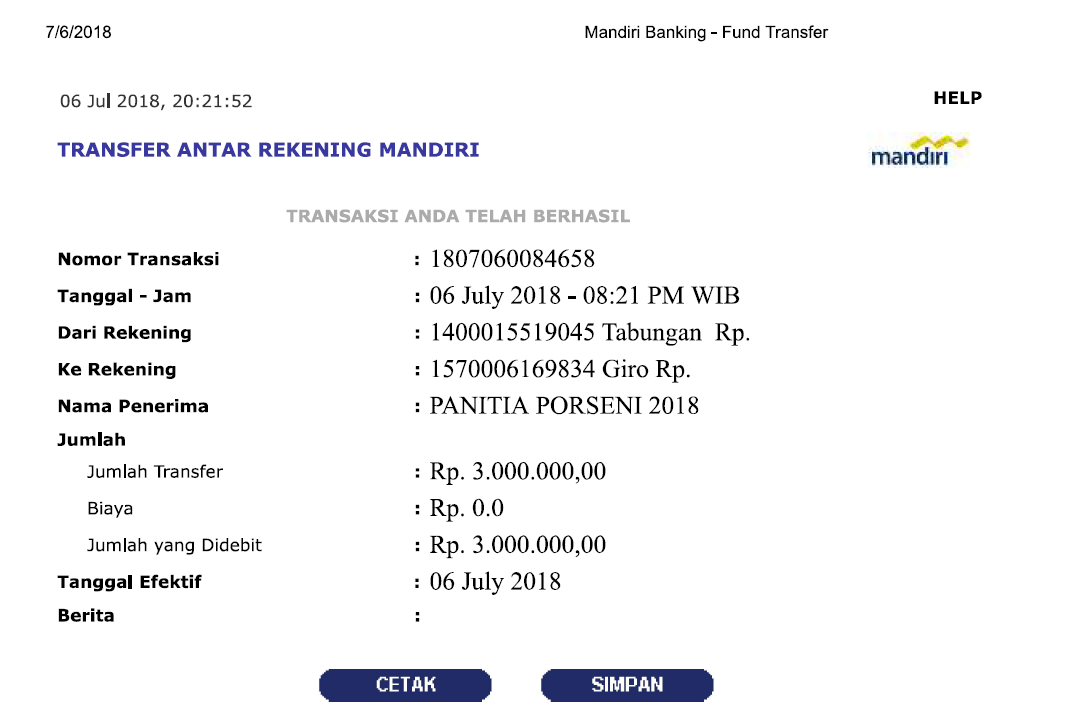 7/6/2018 Mandiri Banking - Fund Transfer
06 Jul 2018, 20:21:52 HELP
TRANSFER ANTAR REKENING MANDIRI mandırı
TRANSAKSI ANDA TELAH BERHASIL
Nomor Transaksi : 1807060084658
Tanggal - Jam : 06 July 2018 - 08:21 PM WIB
Dari Rekening : 1400015519045 Tabungan Rp.
Ke Rekening : 1570006169834 Giro Rp.
Nama Penerima : PANITIA PORSENI 2018
Jumlah
Jumlah Transfer : Rp. 3.000.000,00
Biaya : Rp. 0.0
Jumlah yang Didebit : Rp. 3.000.000,00
Tanggal Efektif : 06 July 2018
Berita :
CETAK SIMPAN